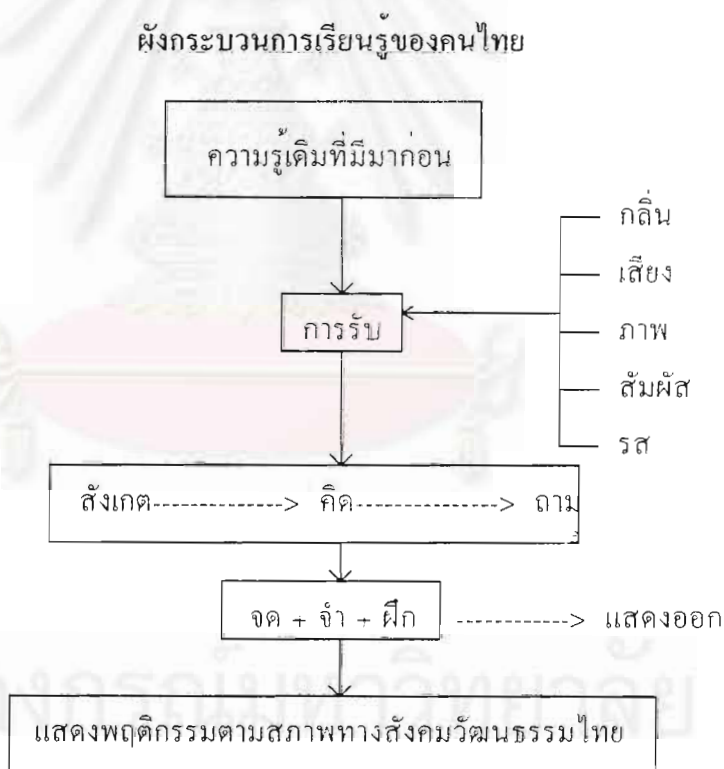 ผังกระบวนการเรียนรู้ของคนไทย
ความรู้เดิมที่มีมาก่อน
กลิ่น
เสียง
การรับ
ภาพ
สัมผัส
รส
สังเกต-------------> คิด--------------> ถาม
จด + จำ + ฝึก -----------> แสดงออก
แสดงพฤติกรรมตามสภาพทางสังคมวัฒนธรรมไทย